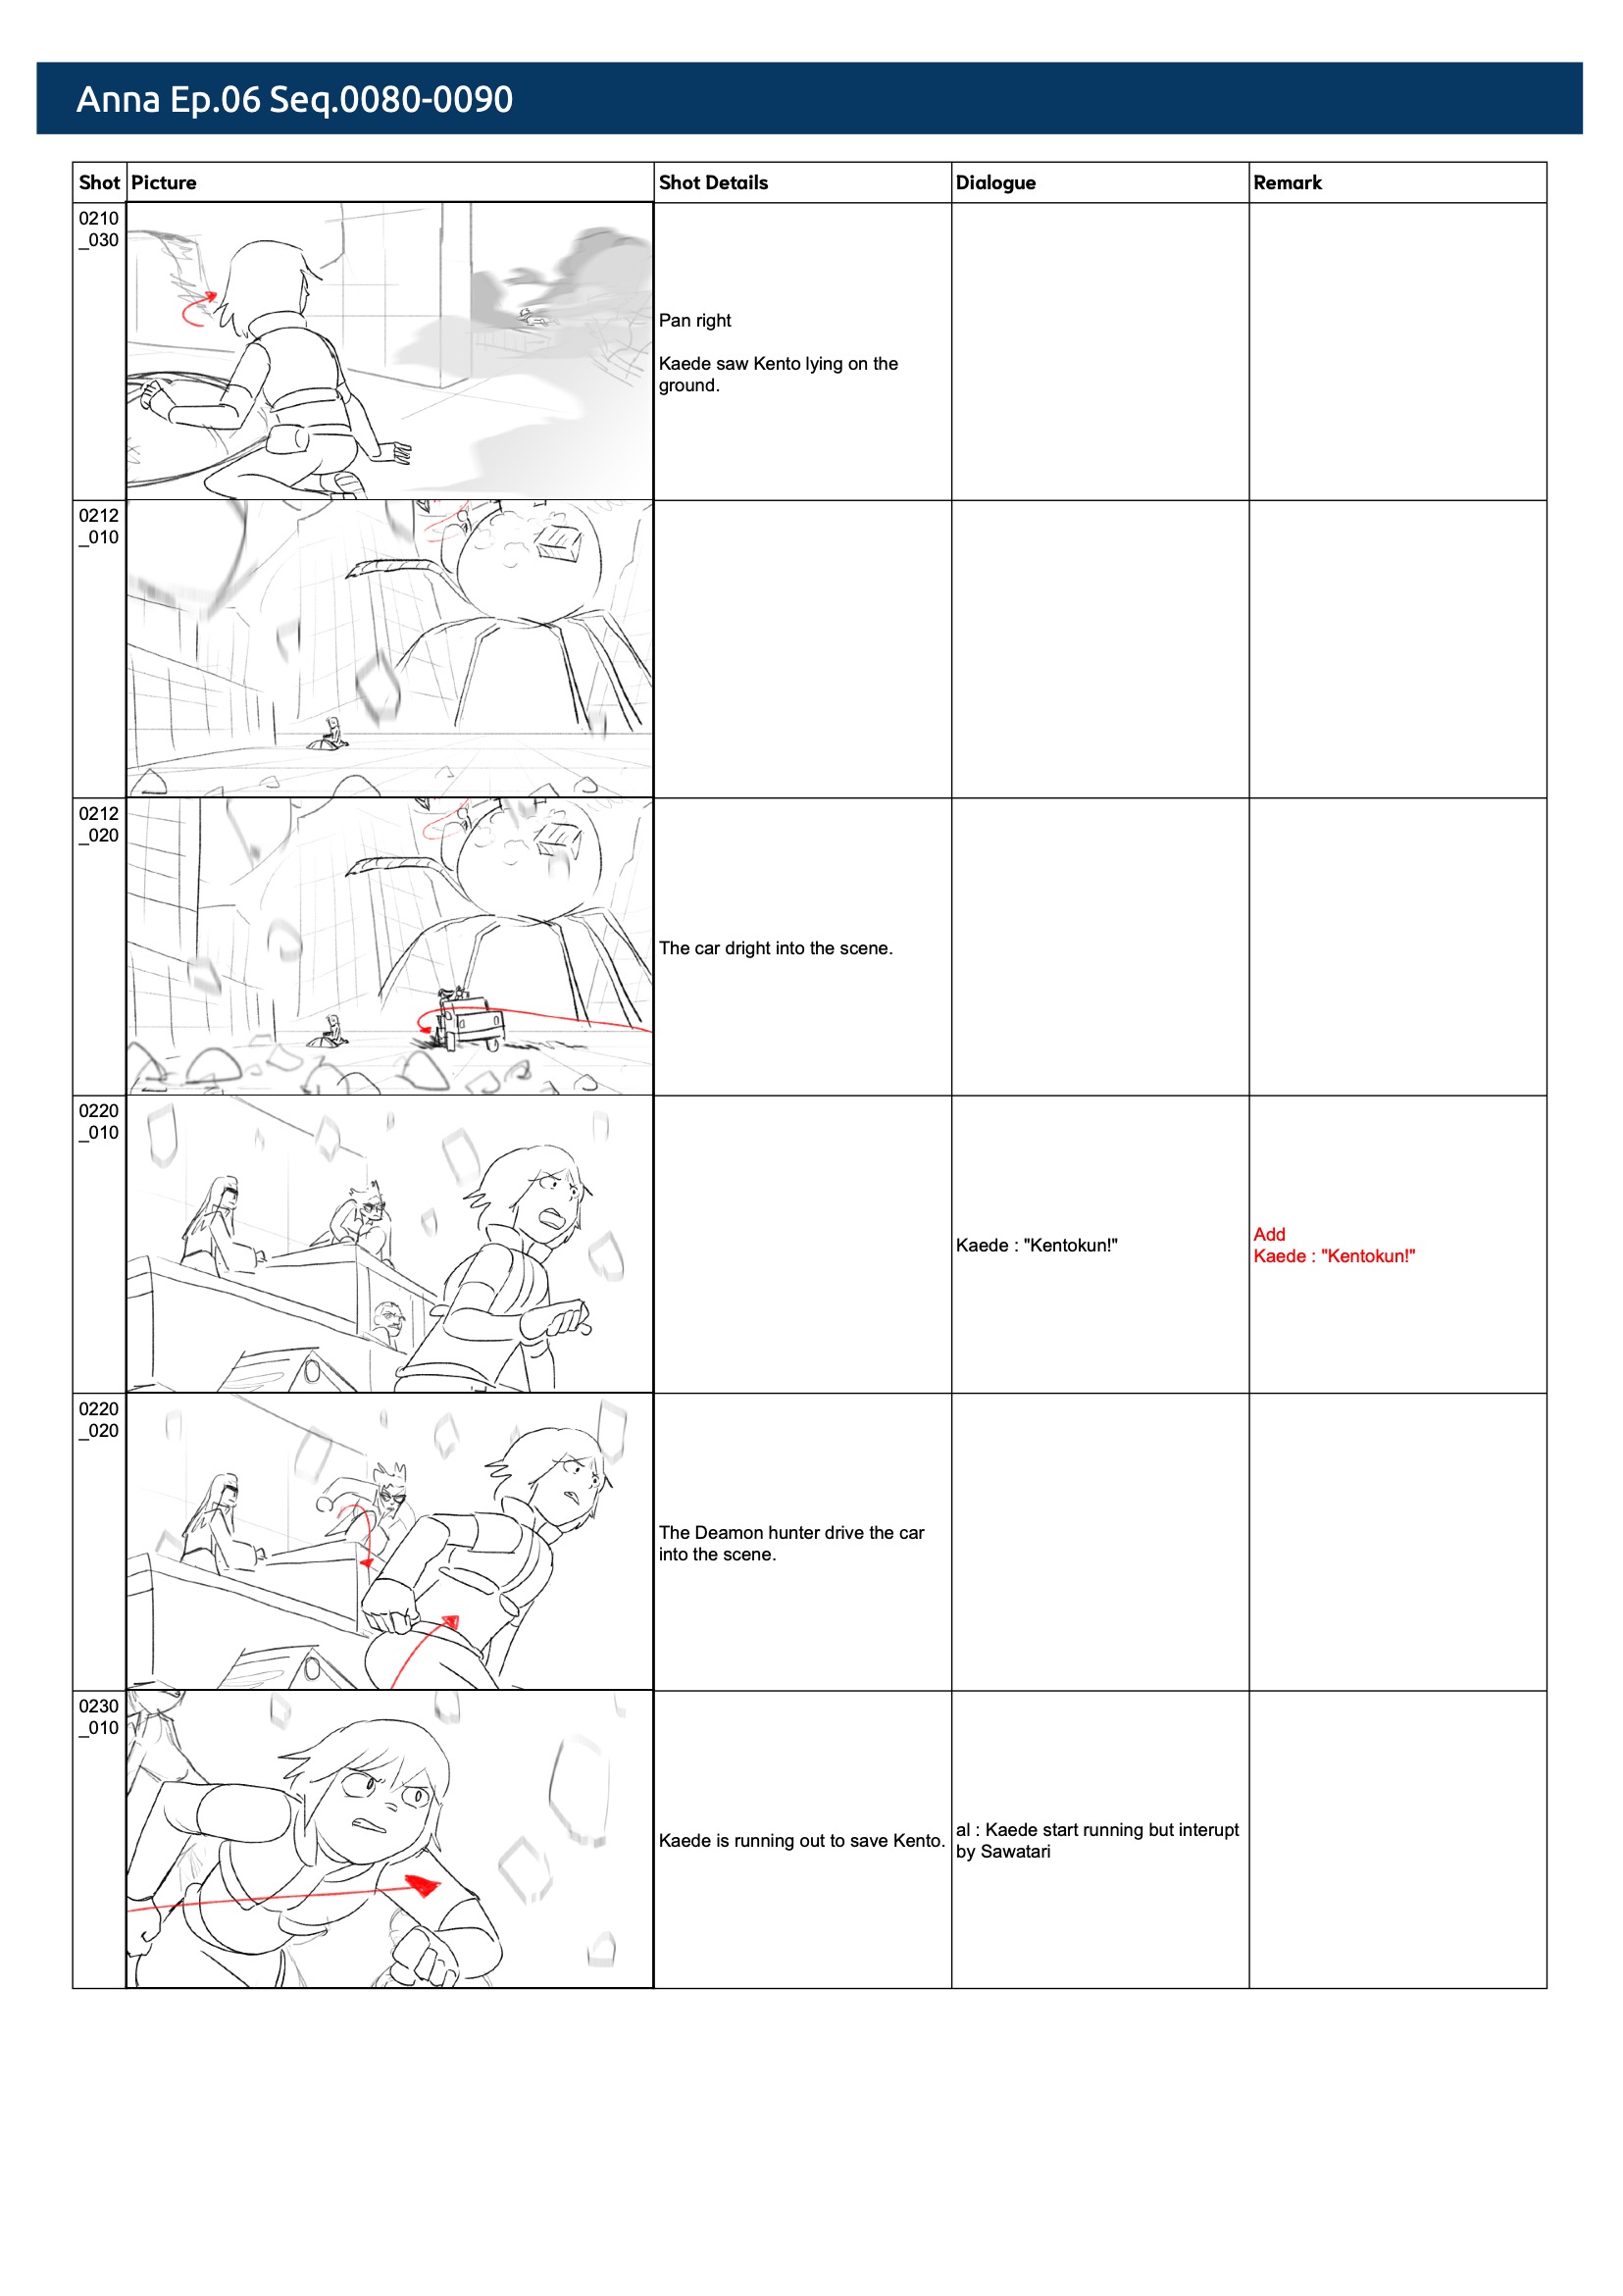 Anna Ep.06 Seq.0080-0090
Shot Picture Shot Details Dialogue Remark
0210
_030
Pan right
Kaede saw Kento lying on the
ground.
0212
_010
0212
_020
The car dright into the scene.
0220
_010
Kaede : "Kentokun!"
Add
Kaede : "Kentokun!"
0220
_020
The Deamon hunter drive the car
into the scene.
0230
_010
Kaede is running out to save Kento.
al : Kaede start running but interupt
by Sawatari